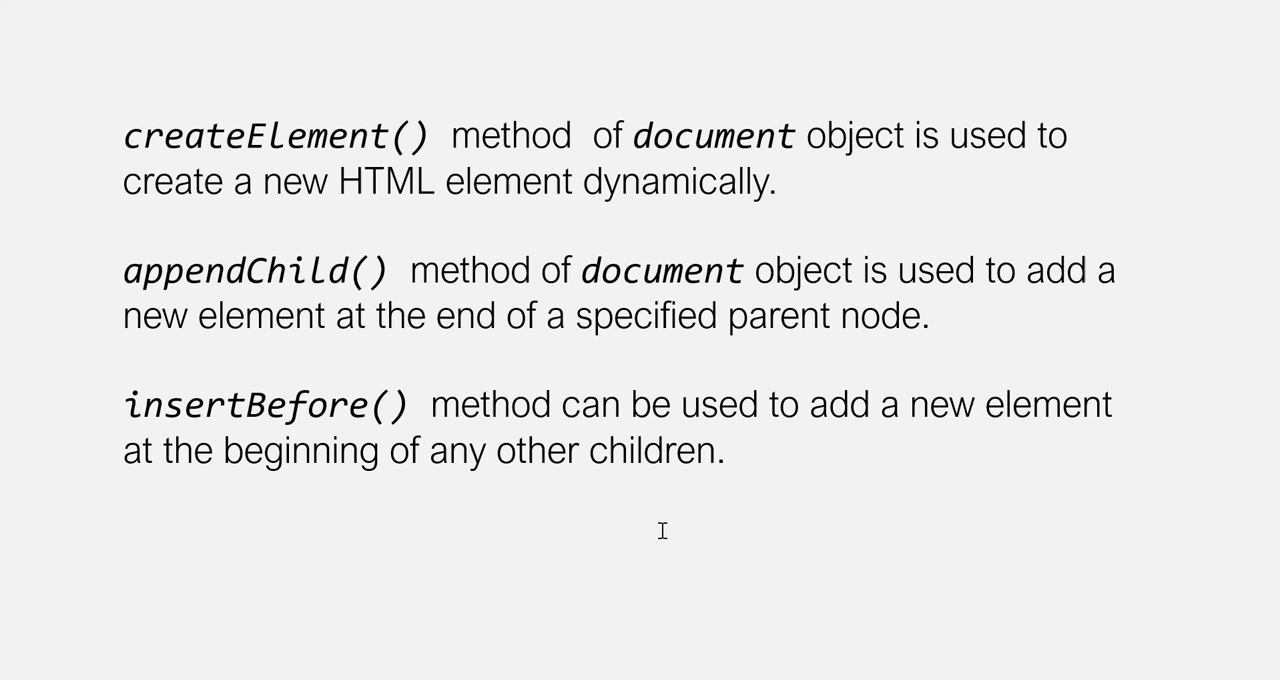 createElement() method of document object is used to
create a new HTML element dynamically.
appendChild() method of document object is used to add a
new element at the end of a specified parent node.
insertBefore() method can be used to add a new element
at the beginning of any other children.